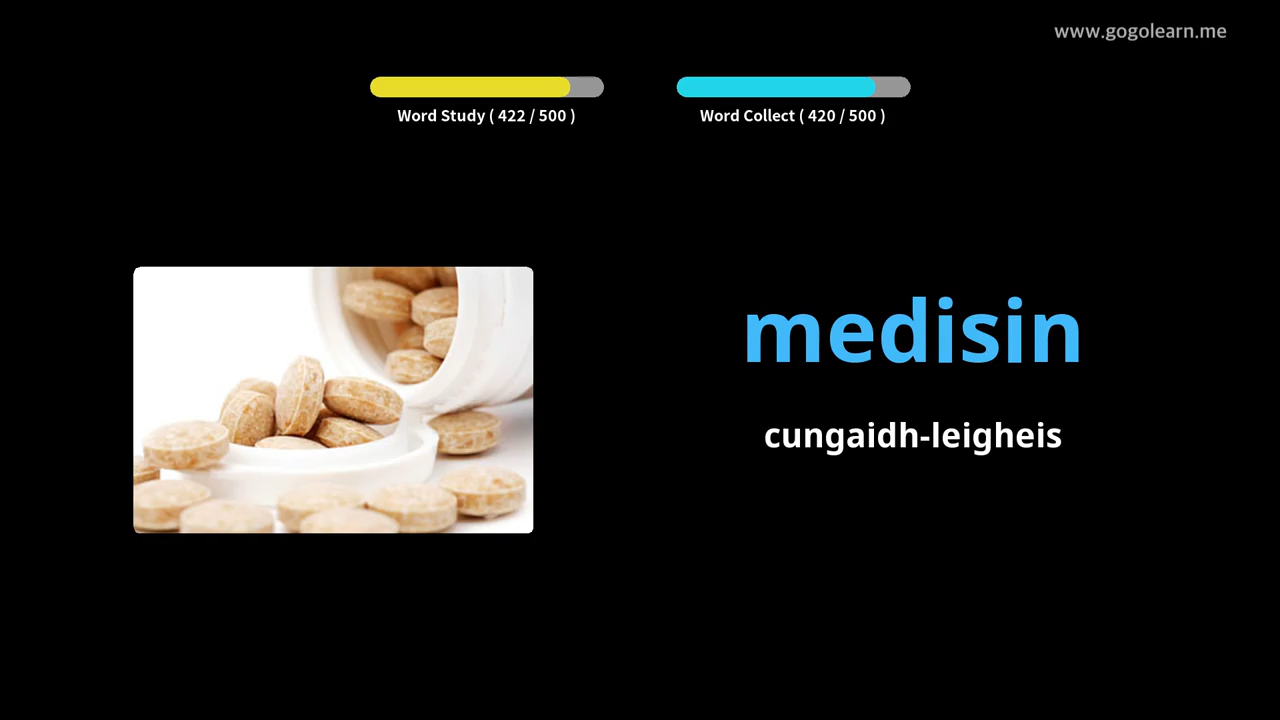 www.gogolearn.me
Word Study ( 422 / 500 )
Word Collect ( 420 / 500 )
medisin
cungaidh-leigheis